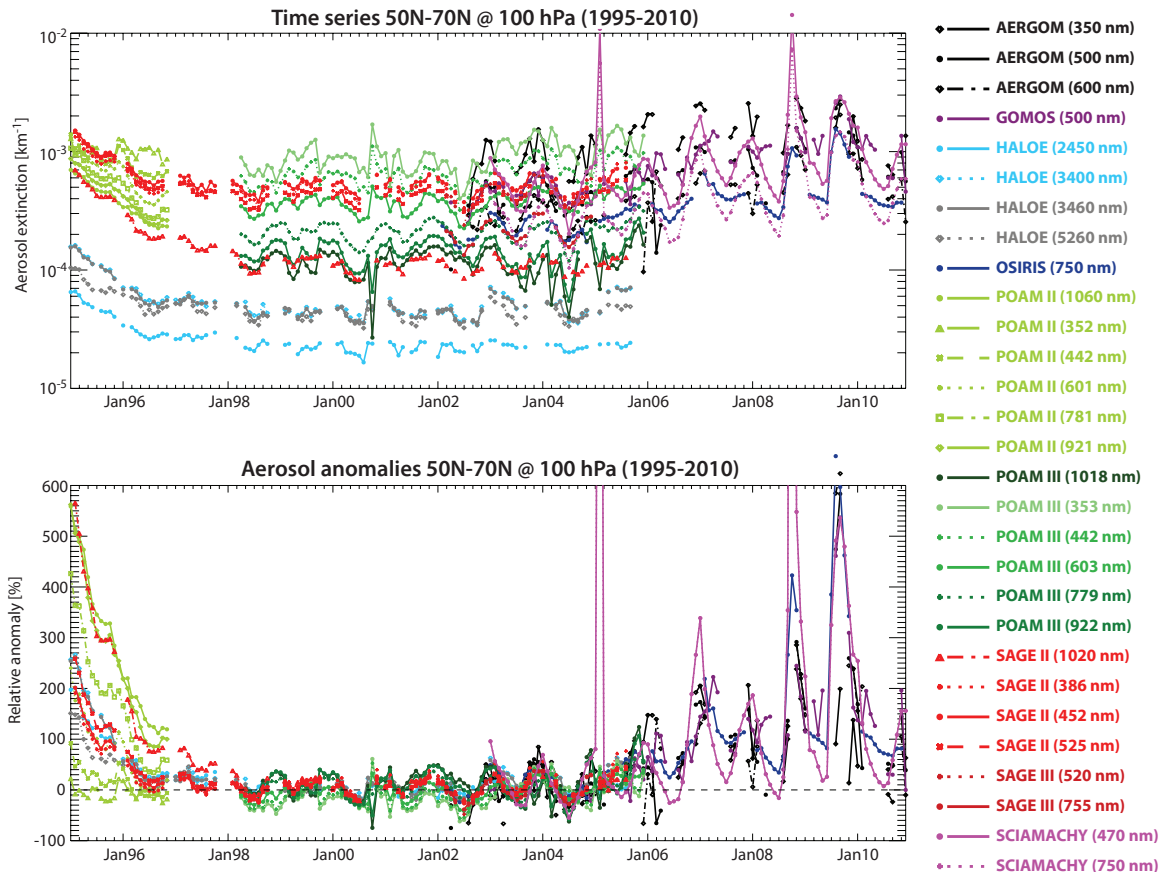 Time series 50N-70N @ 100 hPa (1995-2010)
10-2
10-3
10-4
10-5
Aerosol extinction [km-1]
Jan96 Jan98 Jan00 Jan02 Jan04 Jan06 Jan08 Jan10
Aerosol anomalies 50N-70N @ 100 hPa (1995-2010)
600
500
400
300
200
100
0
-100
Relative anomaly [%]
Jan96 Jan98 Jan00 Jan02 Jan04 Jan06 Jan08 Jan10
AERGOM (350 nm)
AERGOM (500 nm)
AERGOM (600 nm)
GOMOS (500 nm)
HALOE (2450 nm)
HALOE (3400 nm)
HALOE (3460 nm)
HALOE (5260 nm)
OSIRIS (750 nm)
POAM II (1060 nm)
POAM II (352 nm)
POAM II (442 nm)
POAM II (601 nm)
POAM II (781 nm)
POAM II (921 nm)
POAM III (1018 nm)
POAM III (353 nm)
POAM III (442 nm)
POAM III (603 nm)
POAM III (779 nm)
POAM III (922 nm)
SAGE II (1020 nm)
SAGE II (386 nm)
SAGE II (452 nm)
SAGE II (525 nm)
SAGE III (520 nm)
SAGE III (755 nm)
SCIAMACHY (470 nm)
SCIAMACHY (750 nm)